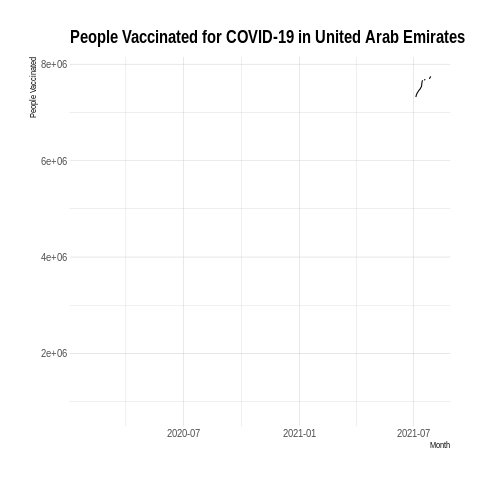 People Vaccinated for COVID-19 in United Arab Emirates
People Vaccinated
8e+06
6e+06
4e+06
2e+06
2020-07
2021-01
2021-07
Month